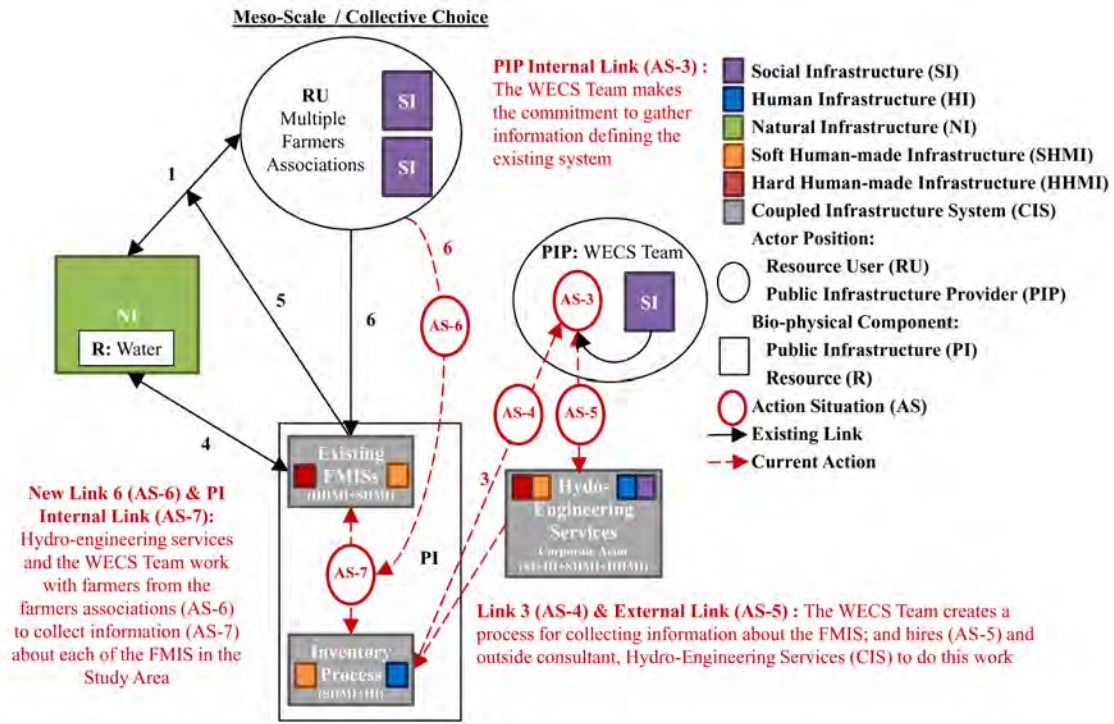 Meso-Scale / Collective Choice
RU
Multiple
Farmers
Associations
SI
SI
PIP Internal Link (AS-3) :
The WECS Team makes
the commitment to gather
information defining the
existing system
Social Infrastructure (SI)
Human Infrastructure (HI)
Natural Infrastructure (NI)
Soft Human-made Infrastructure (SHMI)
Hard Human-made Infrastructure (HHMI)
Coupled Infrastructure System (CIS)
Actor Position:
Resource User (RU)
Public Infrastructure Provider (PIP)
Bio-physical Component:
Public Infrastructure (PI)
Resource (R)
Action Situation (AS)
Existing Link
Current Action
1
5
6
6
4
3
NI
R: Water
AS-6
PIP: WECS Team
AS-3
SI
AS-4
AS-5
Existing
FMISs
(HHMI+SHMI)
AS-7
PI
Inventory
Process
(SHMI+HI)
Hydo-
Engineering
Services
Corporate Actor
(SI+HI+SHMI+HHMI)
New Link 6 (AS-6) & PI
Internal Link (AS-7):
Hydro-engineering services
and the WECS Team work
with farmers from the
farmers associations (AS-6)
to collect information (AS-7)
about each of the FMIS in the
Study Area
Link 3 (AS-4) & External Link (AS-5) : The WECS Team creates a
process for collecting information about the FMIS; and hires (AS-5) and
outside consultant, Hydro-Engineering Services (CIS) to do this work